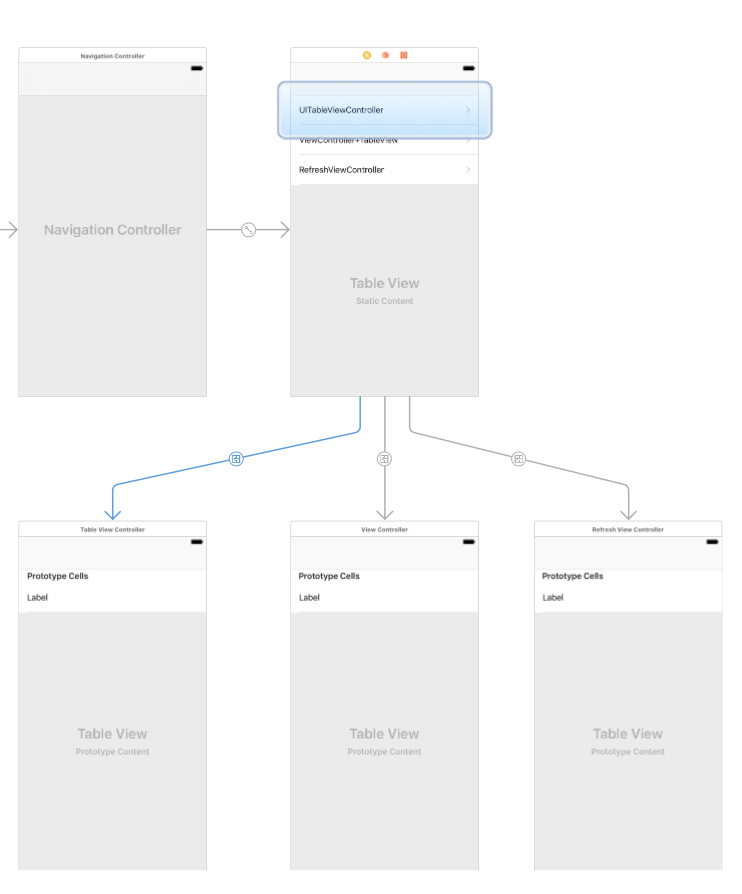 Navigation Controller
UITableViewController
ViewController+TableView
RefreshViewController
Navigation Controller
Table View
Static Content
Table View Controller
View Controller
Refresh View Controller
Prototype Cells
Label
Prototype Cells
Label
Prototype Cells
Label
Table View
Prototype Content
Table View
Prototype Content
Table View
Prototype Content